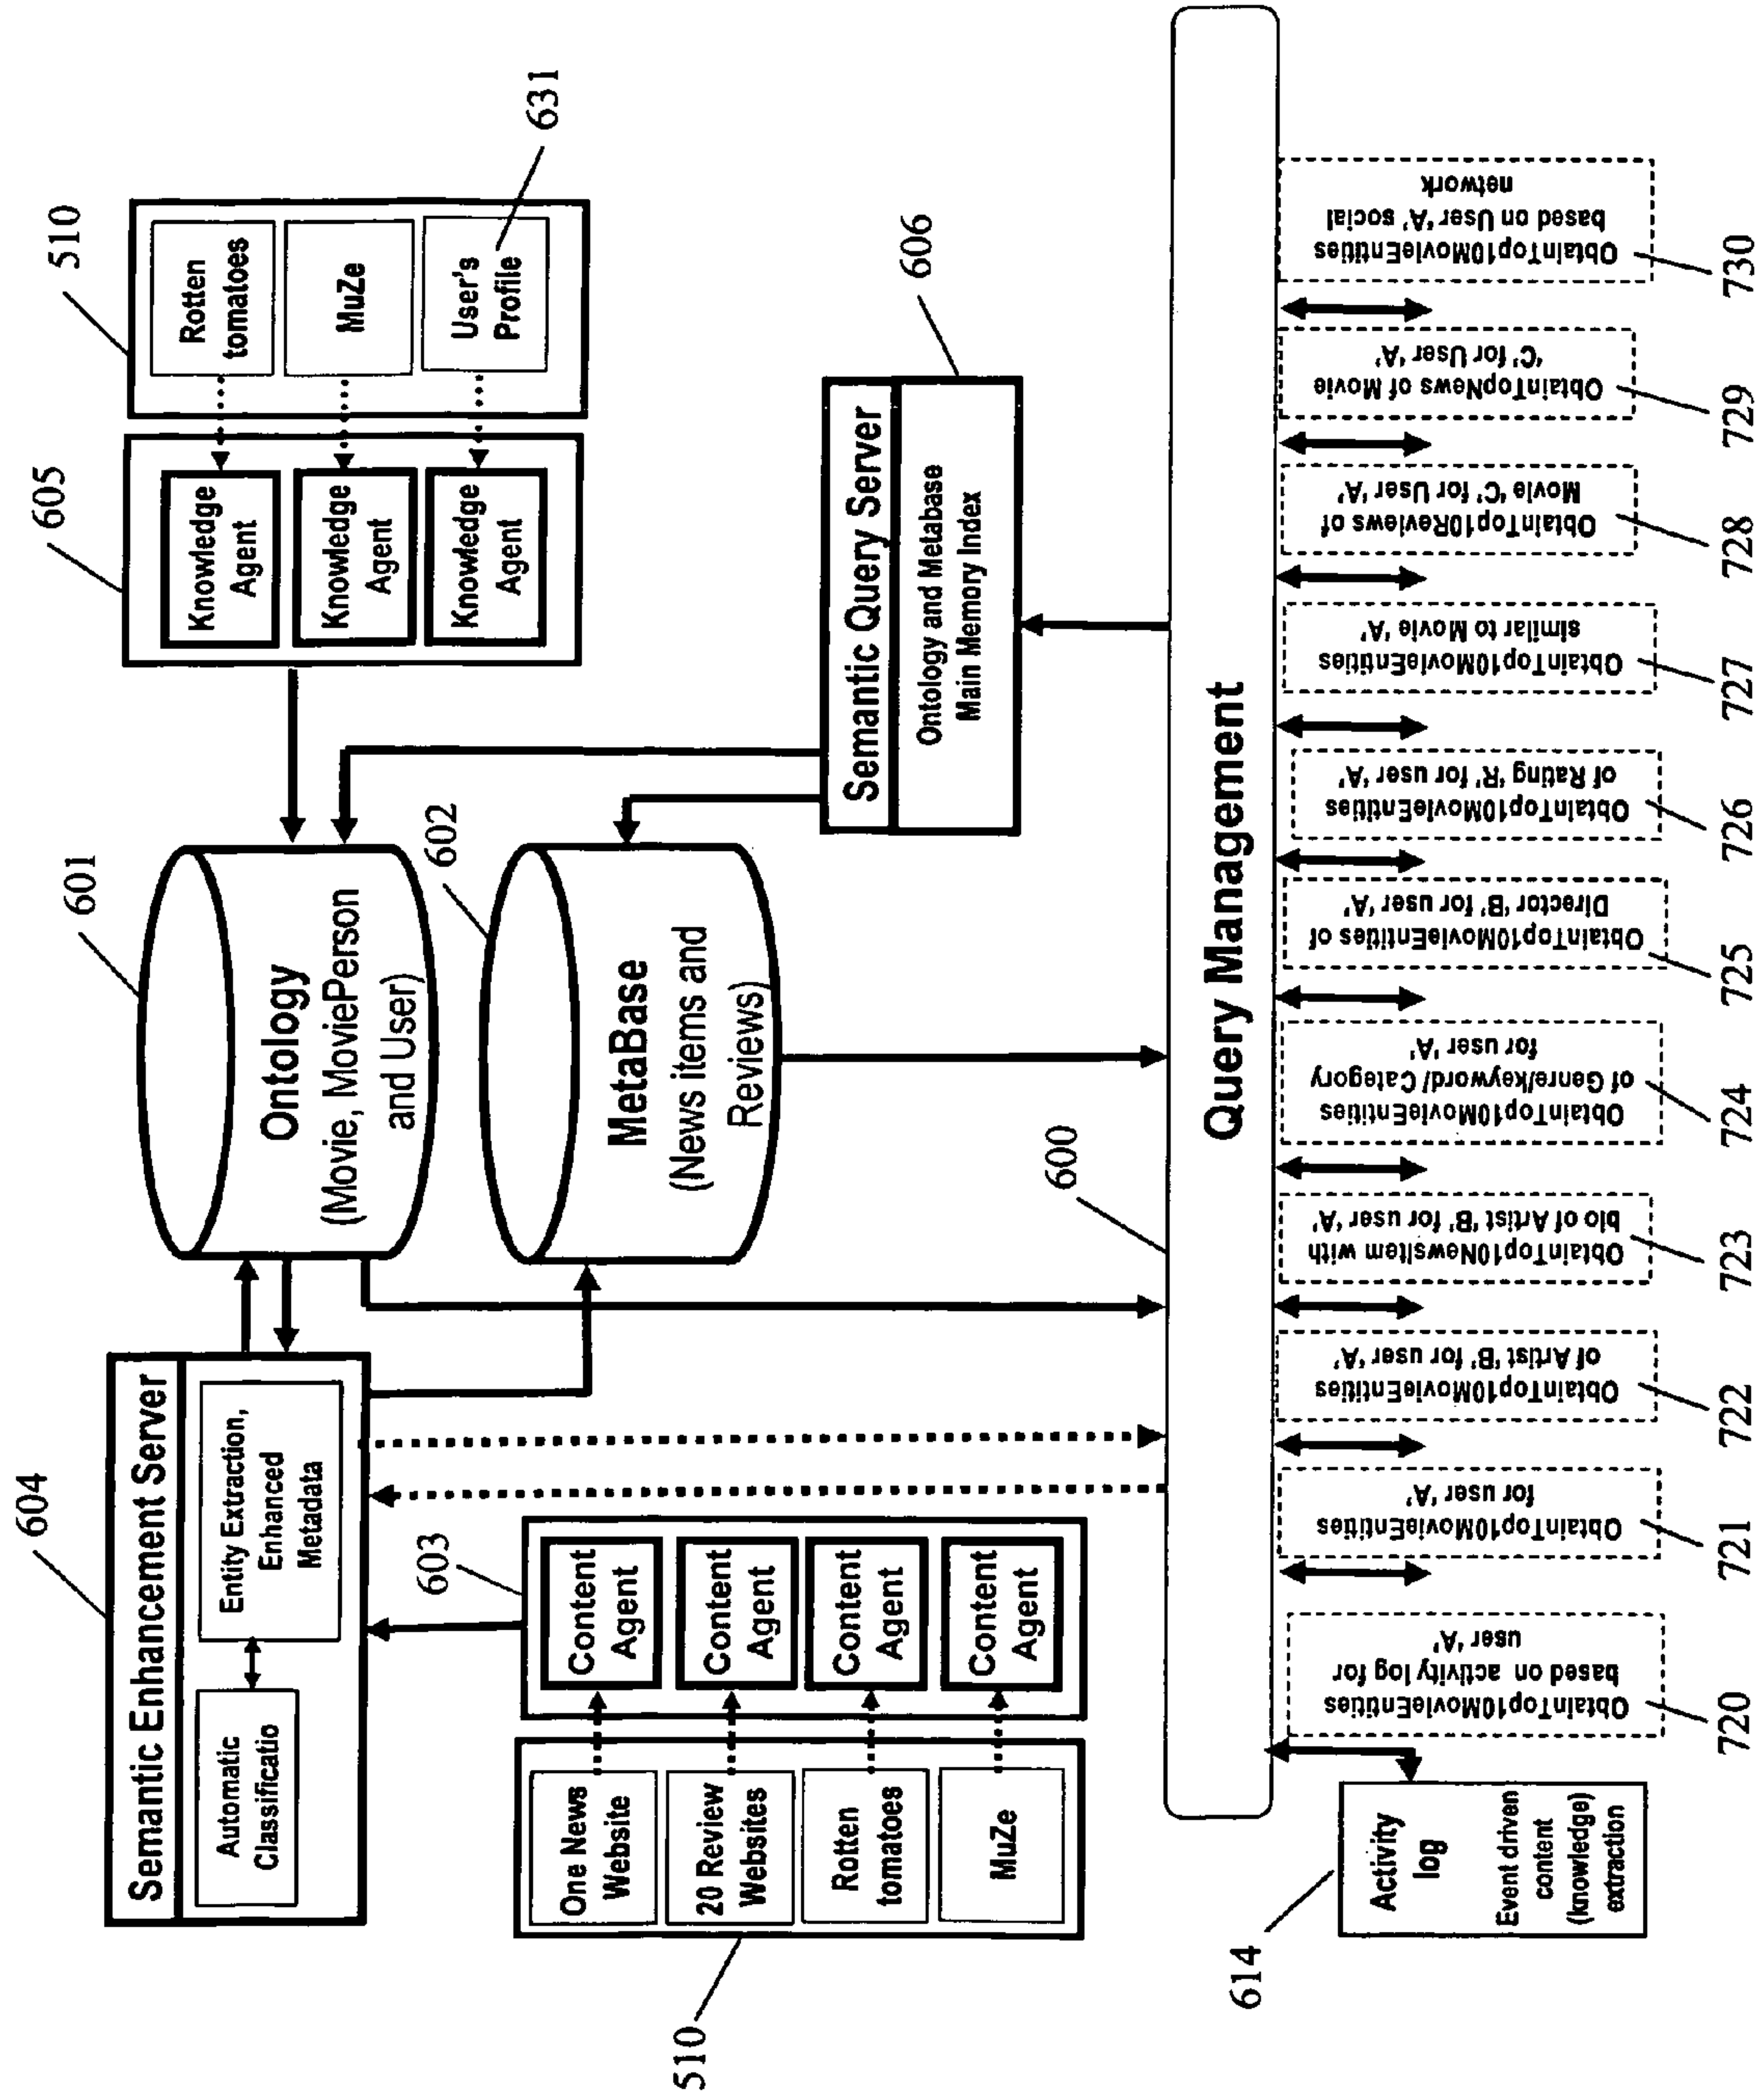 604
Semantic Enhancement Server
Automatic
Classificatio
Entity Extraction,
Enhanced
Metadata
601
Ontology
(Movie, MoviePerson
and User)
605
Knowledge
Agent
Knowledge
Agent
Knowledge
Agent
510
Rotten
tomatoes
MuZe
User's
Profile
631
510
One News
Website
20 Review
Websites
Rotten
tomatoes
MuZe
603
Content
Agent
Content
Agent
Content
Agent
Content
Agent
602
MetaBase
(News items and
Reviews)
Semantic Query Server
Ontology and Metabase
Main Memory Index
606
600
Query Management
614
Activity
log
Event driven
content
(knowledge)
extraction
ObtainTop10MovieEntities
based on activity log for
user 'A'
720
ObtainTop10MovieEntities
for user 'A'
721
ObtainTop10MovieEntities
of Artist 'B' for user 'A'
722
ObtainTop10NewsItem with
bio of Artist 'B' for user 'A'
723
ObtainTop10MovieEntities
of Genre/keyword/ Category
for user 'A'
724
ObtainTop10MovieEntities of
Director 'B' for user 'A'
725
ObtainTop10MovieEntities
of Rating 'R' for user 'A'
726
ObtainTop10MovieEntities
similar to Movie 'A'
727
ObtainTop10Reviews of
Movie 'C' for User 'A'
728
ObtainTopNews of Movie
'C' for User 'A'
729
ObtainTop10MovieEntities
based on User 'A' social
network
730